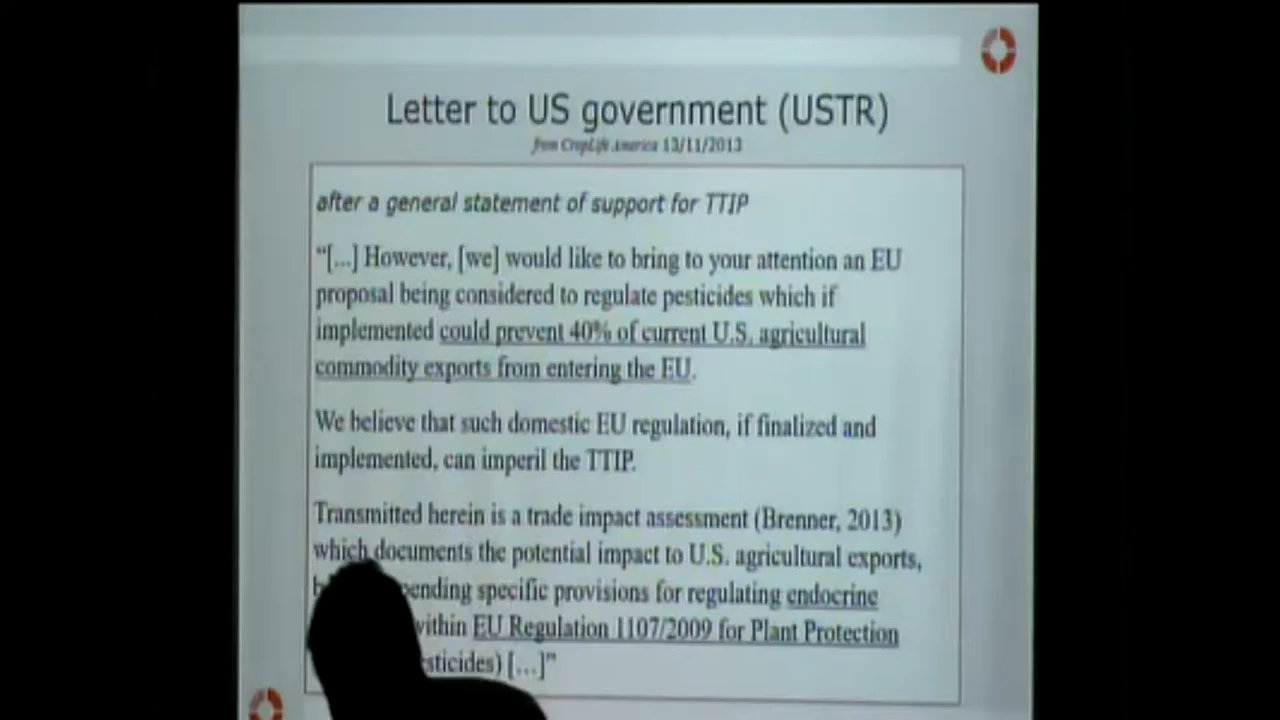 Letter to US government (USTR)
from CropLife America 13/11/2013
after a general statement of support for TTIP
“[...] However, [we] would like to bring to your attention an EU
proposal being considered to regulate pesticides which if
implemented could prevent 40% of current U.S. agricultural
commodity exports from entering the EU.
We believe that such domestic EU regulation, if finalized and
implemented, can imperil the TTIP.
Transmitted herein is a trade impact assessment (Brenner, 2013)
which documents the potential impact to U.S. agricultural exports,
pending specific provisions for regulating endocrine
within EU Regulation 1107/2009 for Plant Protection
esticides) [...]”